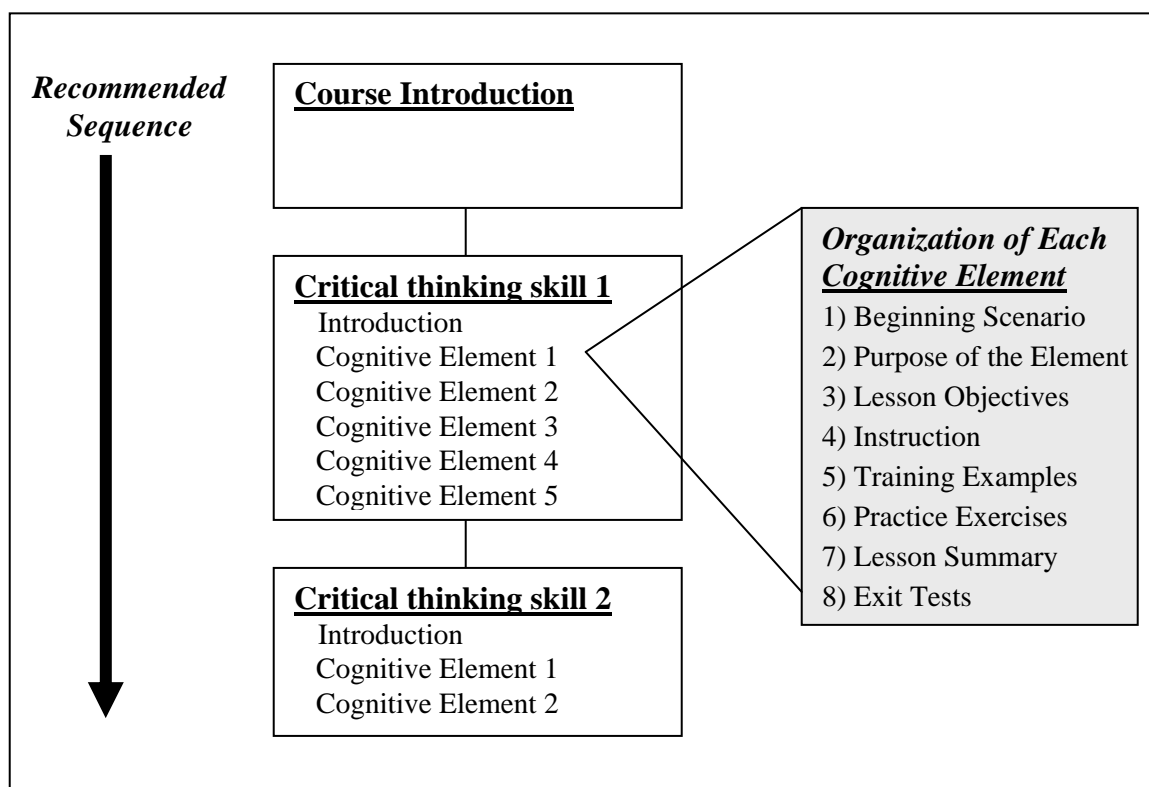 Recommended
Sequence
Course Introduction
Critical thinking skill 1
Introduction
Cognitive Element 1
Cognitive Element 2
Cognitive Element 3
Cognitive Element 4
Cognitive Element 5
Critical thinking skill 2
Introduction
Cognitive Element 1
Cognitive Element 2
Organization of Each
Cognitive Element
1) Beginning Scenario
2) Purpose of the Element
3) Lesson Objectives
4) Instruction
5) Training Examples
6) Practice Exercises
7) Lesson Summary
8) Exit Tests